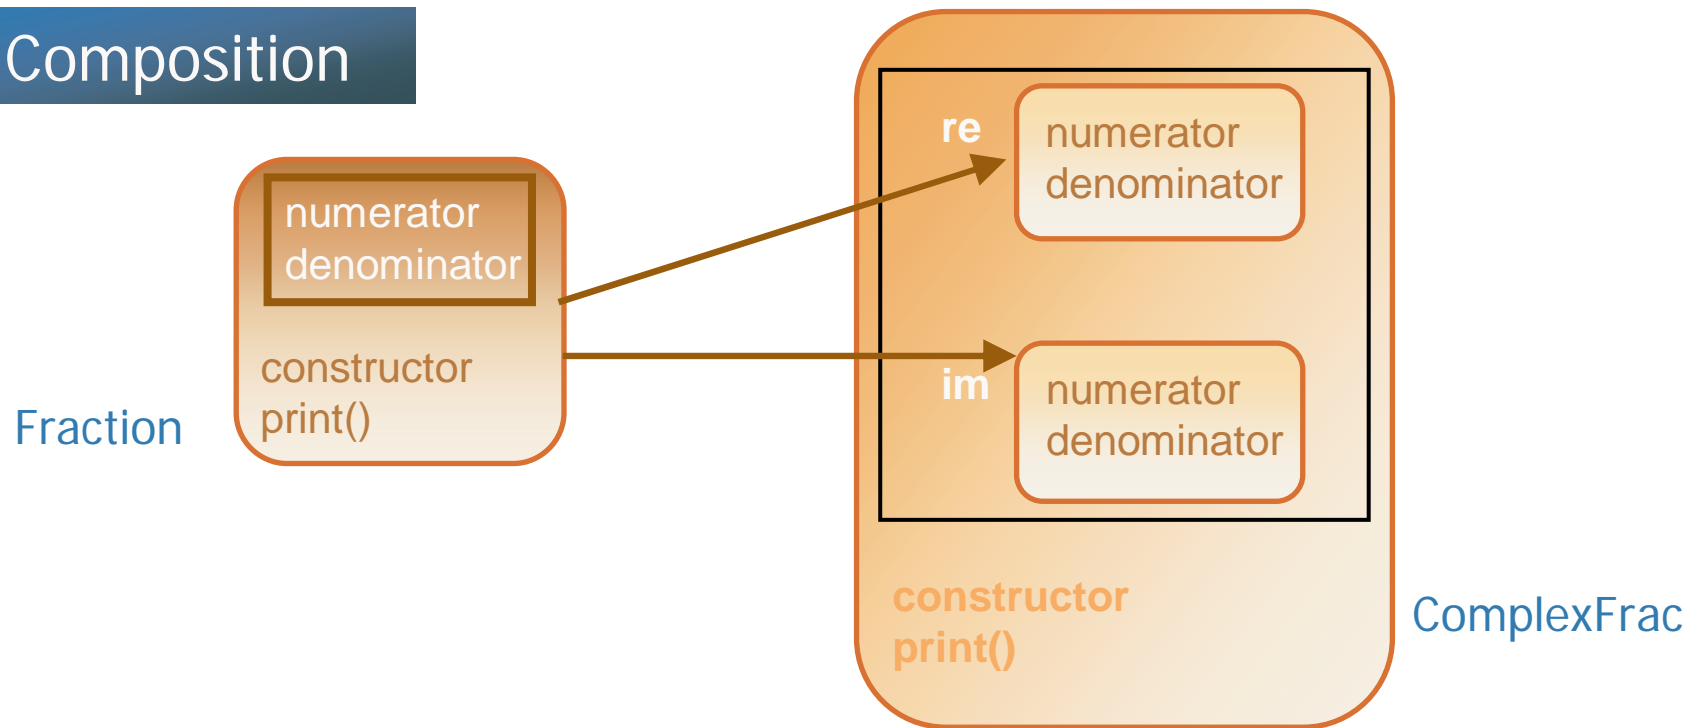 Composition
numerator
denominator
constructor
print()
Fraction
re
numerator
denominator
im
numerator
denominator
constructor
print()
ComplexFrac